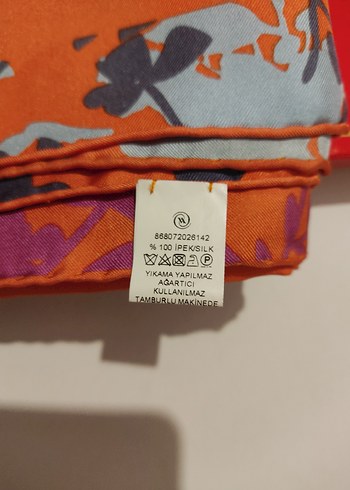 868072026142
% 100 İPEK/SILK
P
YIKAMA YAPILMAZ
AĞARTICI
KULLANILMAZ
TAMBURLU MAKİNEDE